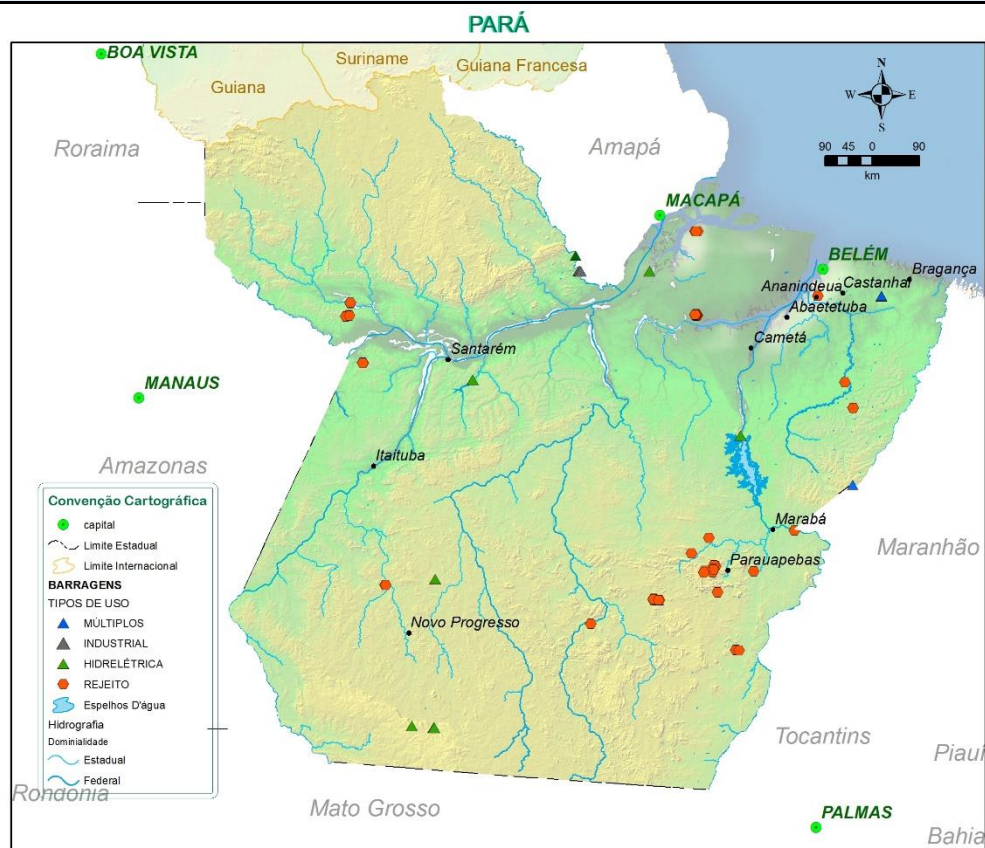 PARÁ
BOA VISTA
Suriname
Guiana Francesa
Guiana
Roraima
Amapá
N
W
E
S
90 45 0 90
km
MACAPÁ
BELÉM
Bragança
Ananindeua
Castanhal
Abaetetuba
Cametá
Santarém
MANAUS
Amazonas
Itaituba
Marabá
Maranhão
Parauapebas
Novo Progresso
Tocantins
Piauí
Rondônia
Mato Grosso
PALMAS
Bahia
Convenção Cartográfica
capital
Limite Estadual
Limite Internacional
BARRAGENS
TIPOS DE USO
MÚLTIPLOS
INDUSTRIAL
HIDRELÉTRICA
REJEITO
Espelhos D'água
Hidrografia
Dominialidade
Estadual
Federal